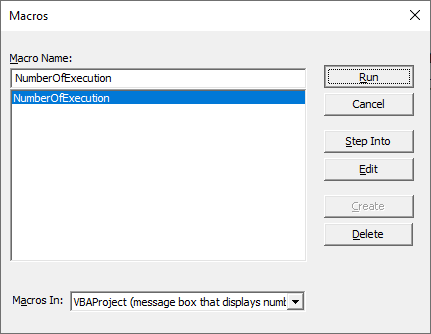 Macros
Macro Name:
NumberOfExecution
NumberOfExecution
Run
Cancel
Step Into
Edit
Create
Delete
Macros In:
VBAProject (message box that displays numb